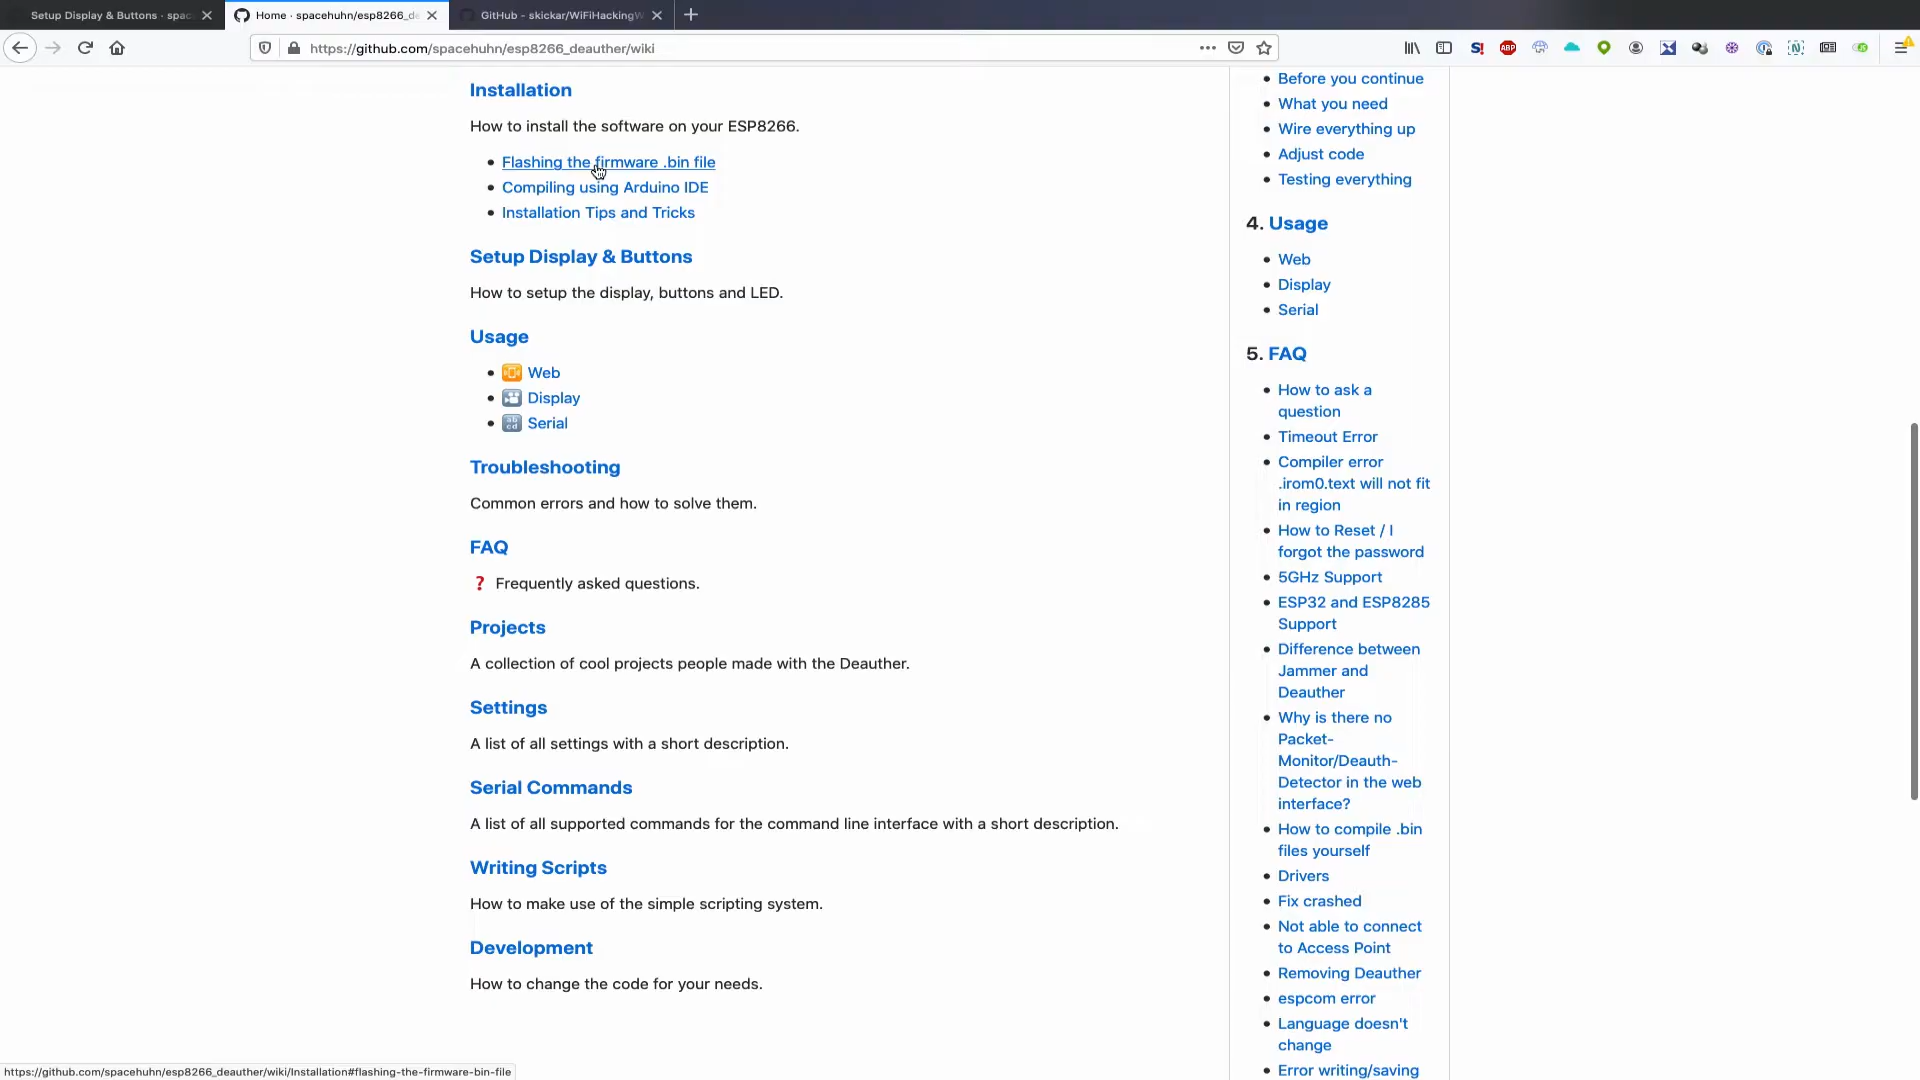 Setup Display & Buttons · spac
Home · spacehuhn/esp8266_de
GitHub - skickar/WiFiHackingW
https://github.com/spacehuhn/esp8266_deauther/wiki
S!
ABP
Installation
How to install the software on your ESP8266.
Flashing the firmware .bin file
Compiling using Arduino IDE
Installation Tips and Tricks
Setup Display & Buttons
How to setup the display, buttons and LED.
Usage
Web
Display
Serial
Troubleshooting
Common errors and how to solve them.
FAQ
❓ Frequently asked questions.
Projects
A collection of cool projects people made with the Deauther.
Settings
A list of all settings with a short description.
Serial Commands
A list of all supported commands for the command line interface with a short description.
Writing Scripts
How to make use of the simple scripting system.
Development
How to change the code for your needs.
Before you continue
What you need
Wire everything up
Adjust code
Testing everything
4. Usage
Web
Display
Serial
5. FAQ
How to ask a
question
Timeout Error
Compiler error
.irom0.text will not fit
in region
How to Reset / I
forgot the password
5GHz Support
ESP32 and ESP8285
Support
Difference between
Jammer and
Deauther
Why is there no
Packet-
Monitor/Deauth-
Detector in the web
interface?
How to compile .bin
files yourself
Drivers
Fix crashed
Not able to connect
to Access Point
Removing Deauther
espcom error
Language doesn't
change
Error writing/saving
https://github.com/spacehuhn/esp8266_deauther/wiki/Installation#flashing-the-firmware-bin-file